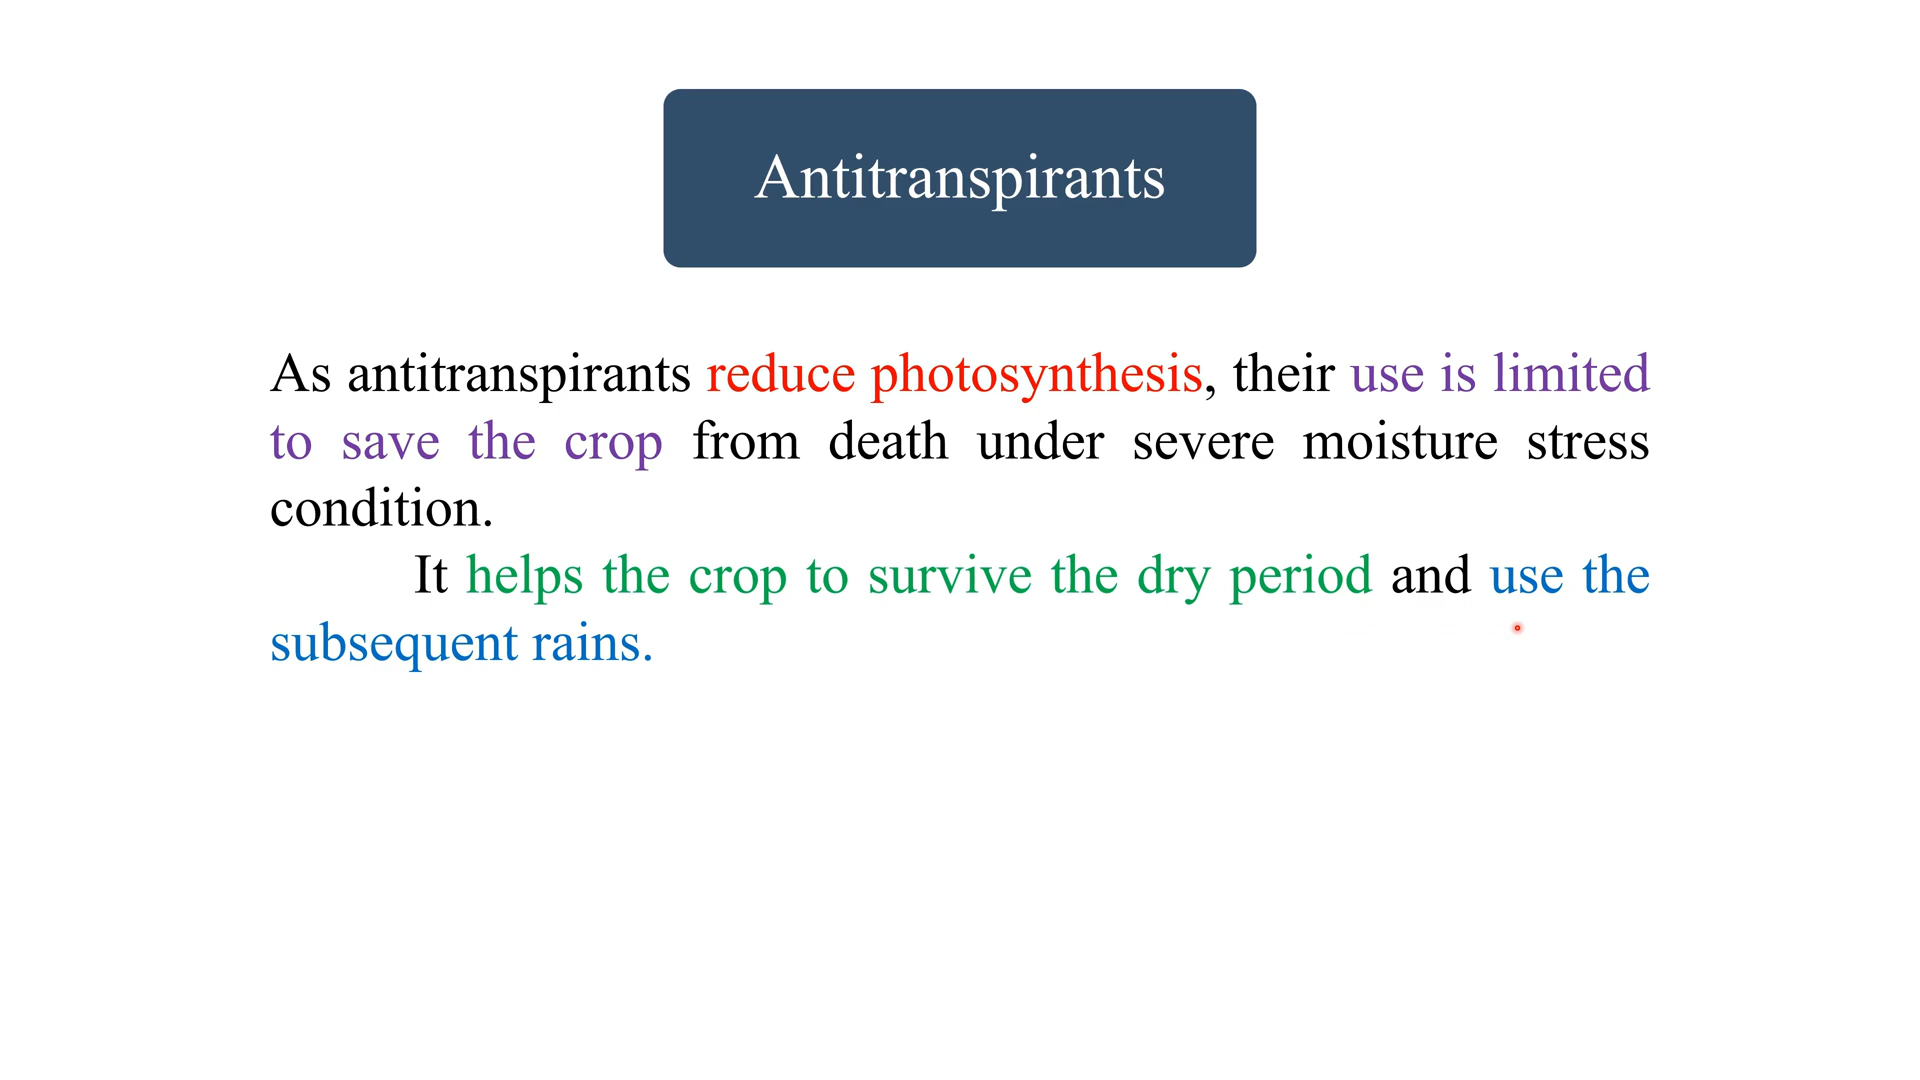 Antitranspirants
As antitranspirants reduce photosynthesis, their use is limited
to save the crop from death under severe moisture stress
condition.
It helps the crop to survive the dry period and use the
subsequent rains.